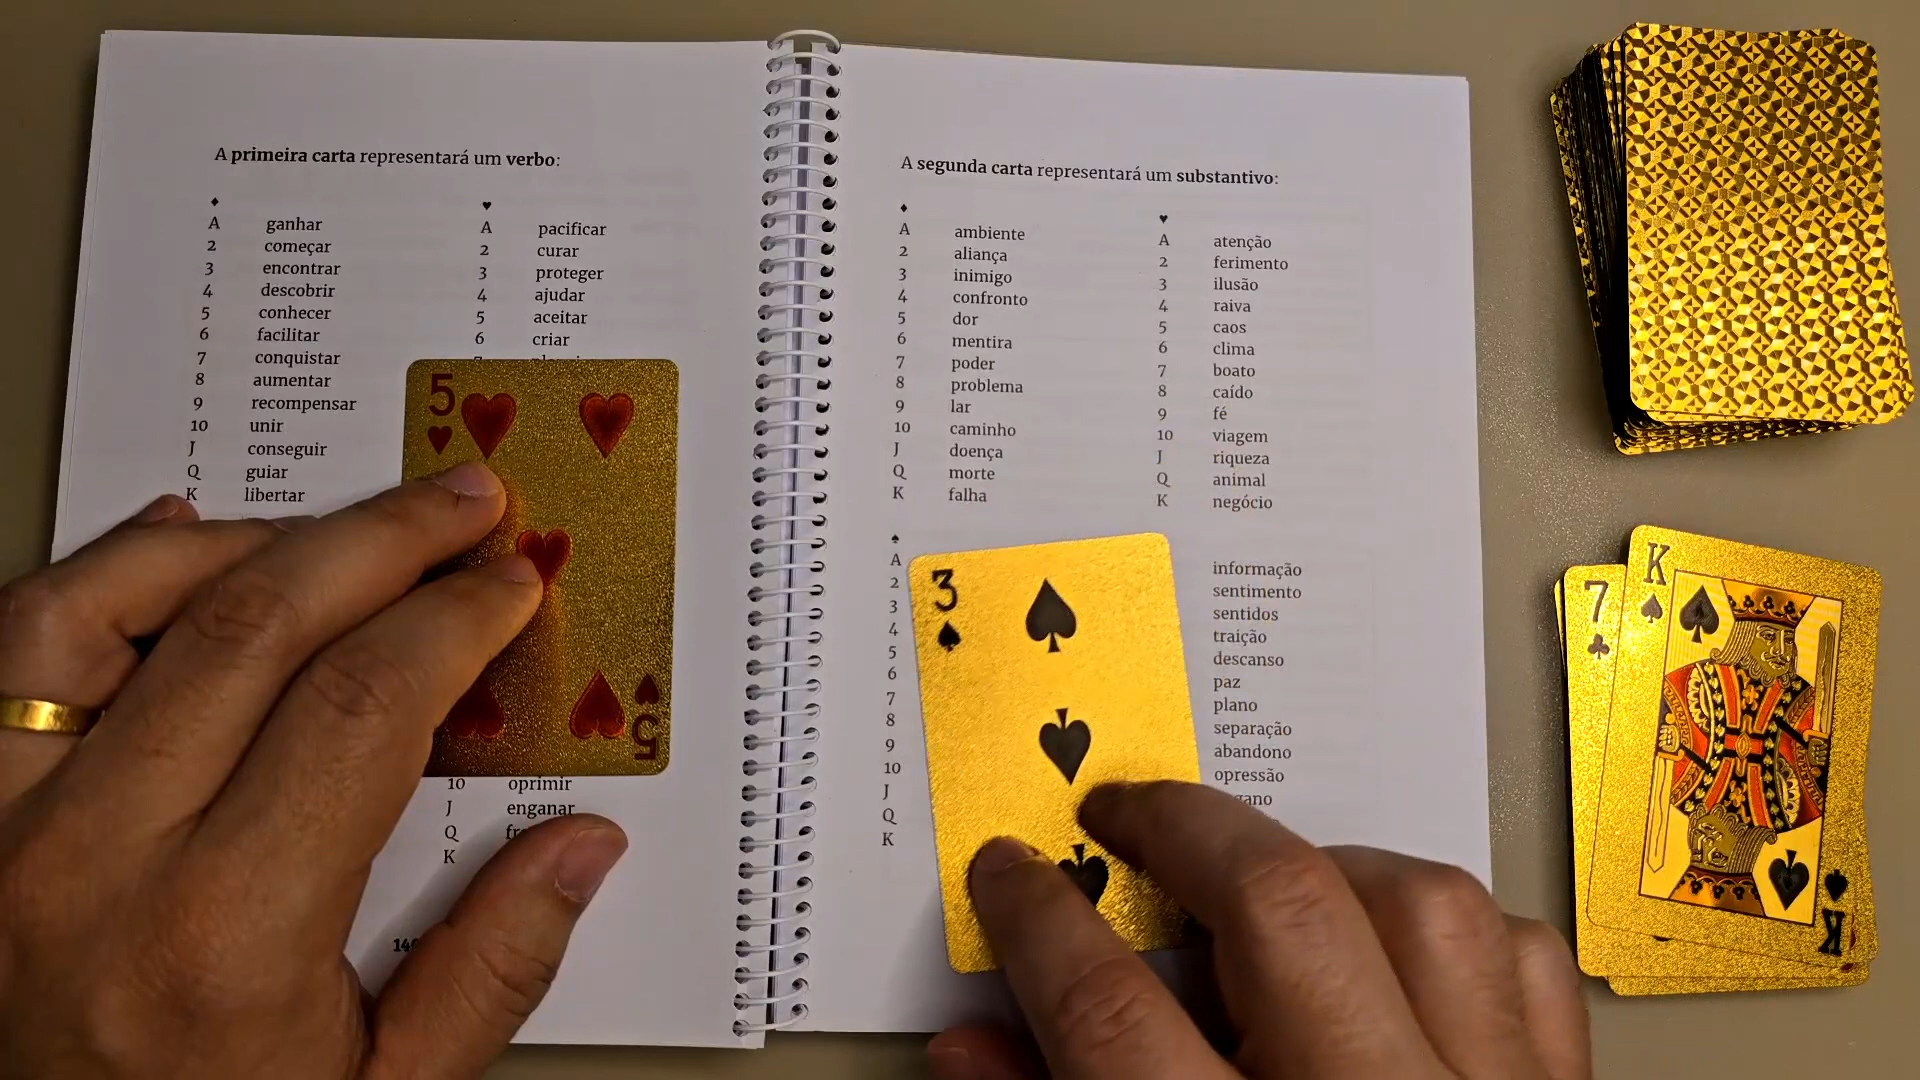 A primeira carta representará um verbo:
♦
A ganhar
2 começar
3 encontrar
4 descobrir
5 conhecer
6 facilitar
7 conquistar
8 aumentar
9 recompensar
10 unir
J conseguir
Q guiar
K libertar
♥
A pacificar
2 curar
3 proteger
4 ajudar
5 aceitar
6 criar
10 oprimir
J enganar
Q
K
A segunda carta representará um substantivo:
♦
A ambiente
2 aliança
3 inimigo
4 confronto
5 dor
6 mentira
7 poder
8 problema
9 lar
10 caminho
J doença
Q morte
K falha
♥
A atenção
2 ferimento
3 ilusão
4 raiva
5 caos
6 clima
7 boato
8 caído
9 fé
10 viagem
J riqueza
Q animal
K negócio
♠
A
2
3
4
5
6
7
8
9
10
J
Q
K
informação
sentimento
sentidos
traição
descanso
paz
plano
separação
abandono
opressão
5
5
3
7
K
K